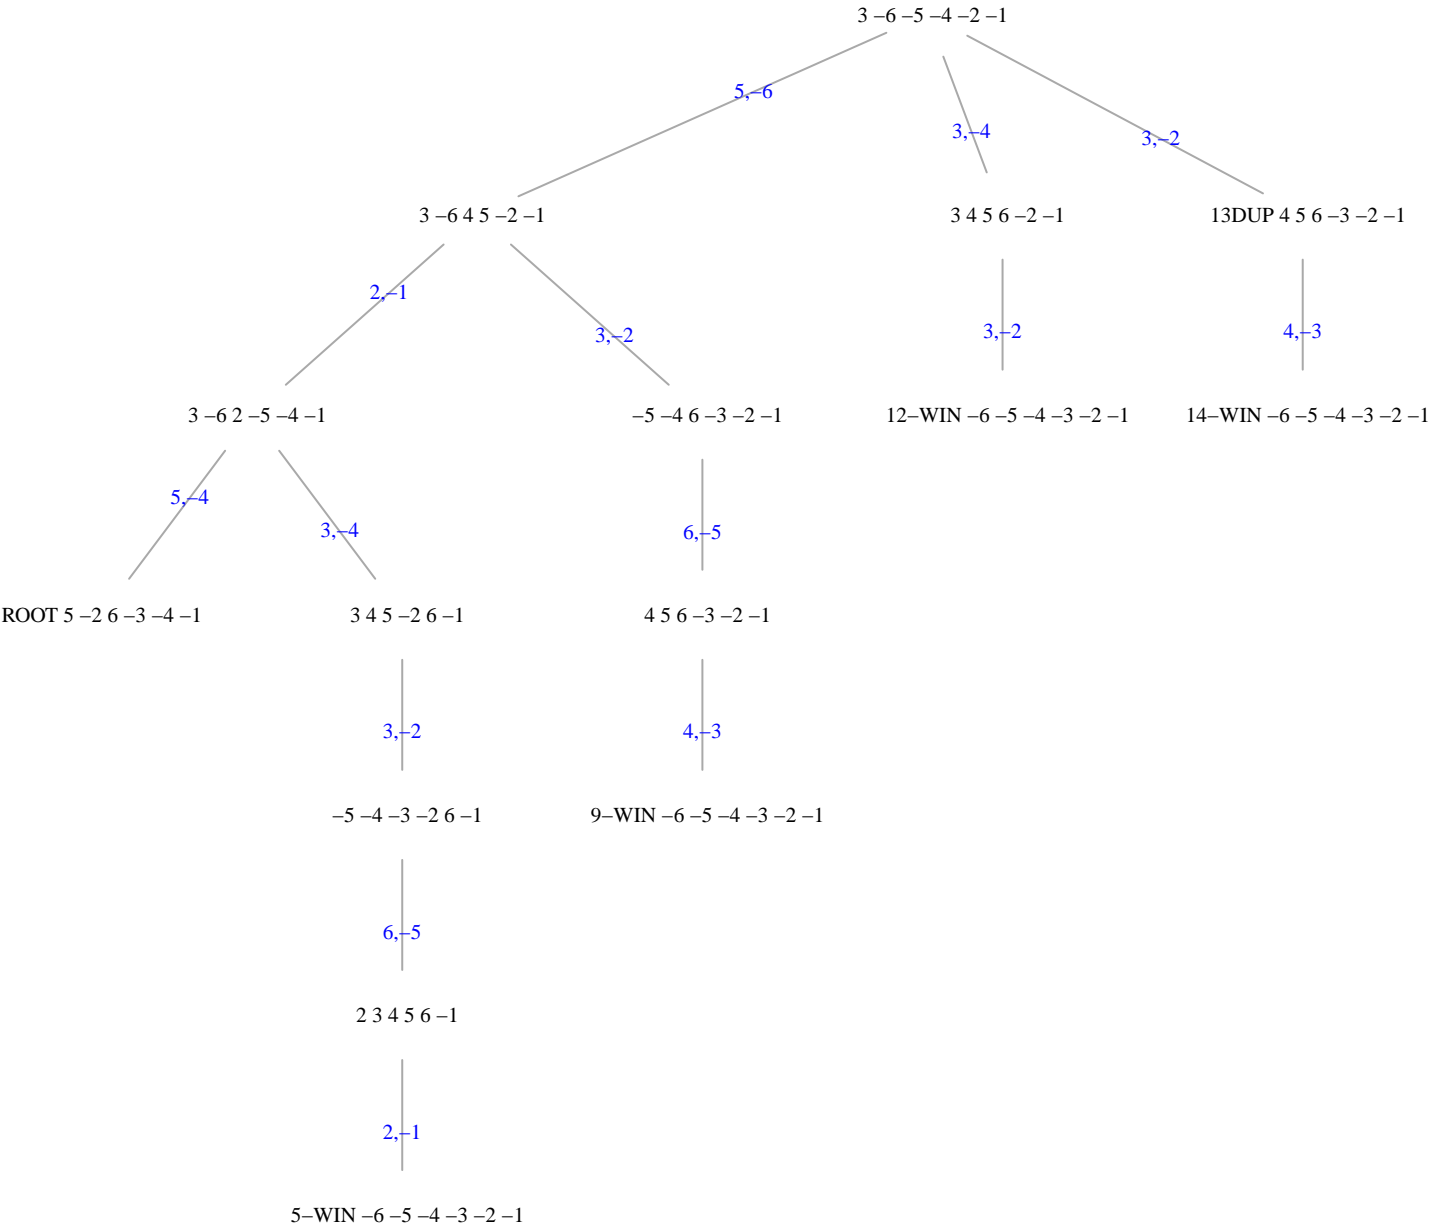 3 –6 –5 –4 –2 –1
5,–6
3,–4
3,–2
3 –6 4 5 –2 –1
3 4 5 6 –2 –1
13DUP 4 5 6 –3 –2 –1
2,–1
3,–2
3,–2
4,–3
3 –6 2 –5 –4 –1
–5 –4 6 –3 –2 –1
12–WIN –6 –5 –4 –3 –2 –1
14–WIN –6 –5 –4 –3 –2 –1
5,–4
3,–4
6,–5
ROOT 5 –2 6 –3 –4 –1
3 4 5 –2 6 –1
4 5 6 –3 –2 –1
3,–2
4,–3
–5 –4 –3 –2 6 –1
9–WIN –6 –5 –4 –3 –2 –1
6,–5
2 3 4 5 6 –1
2,–1
5–WIN –6 –5 –4 –3 –2 –1